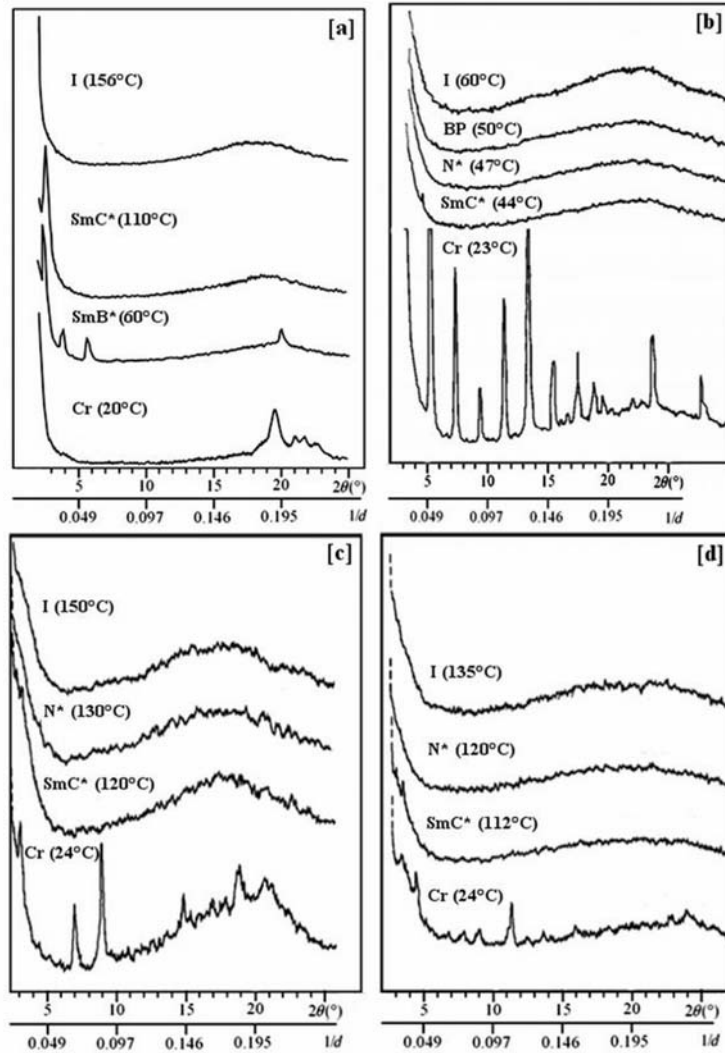 [a]
I (156°C)
SmC* (110°C)
SmB* (60°C)
Cr (20°C)
5 10 15 20 2θ(°) 25
0.049 0.097 0.146 0.195 1/d
[b]
I (60°C)
BP (50°C)
N* (47°C)
SmC* (44°C)
Cr (23°C)
5 10 15 20 2θ(°)
0.049 0.097 0.146 0.195 1/d
[c]
I (150°C)
N* (130°C)
SmC* (120°C)
Cr (24°C)
5 10 15 20 2θ(°)
0.049 0.097 0.146 0.195 1/d
[d]
I (135°C)
N* (120°C)
SmC* (112°C)
Cr (24°C)
5 10 15 20 2θ(°)
0.049 0.097 0.146 0.195 1/d